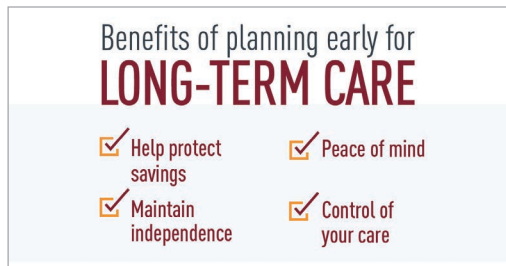 Benefits of planning early for
LONG-TERM CARE
Help protect
savings
Peace of mind
Maintain
independence
Control of
your care